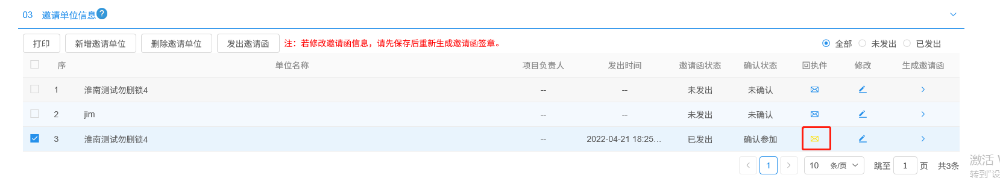 03 邀请单位信息?
打印 新增邀请单位 删除邀请单位 发出邀请函 注：若修改邀请函信息，请先保存后重新生成邀请函签章。 全部 未发出 已发出
序 单位名称 项目负责人 发出时间 邀请函状态 确认状态 回执件 修改 生成邀请函
1 淮南测试勿删锁4 -- -- 未发出 未确认
2 jim -- -- 未发出 未确认
3 淮南测试勿删锁4 -- 2022-04-21 18:25... 已发出 确认参加
1 10 条/页 跳至 1 页 共3条
激活
转到"设